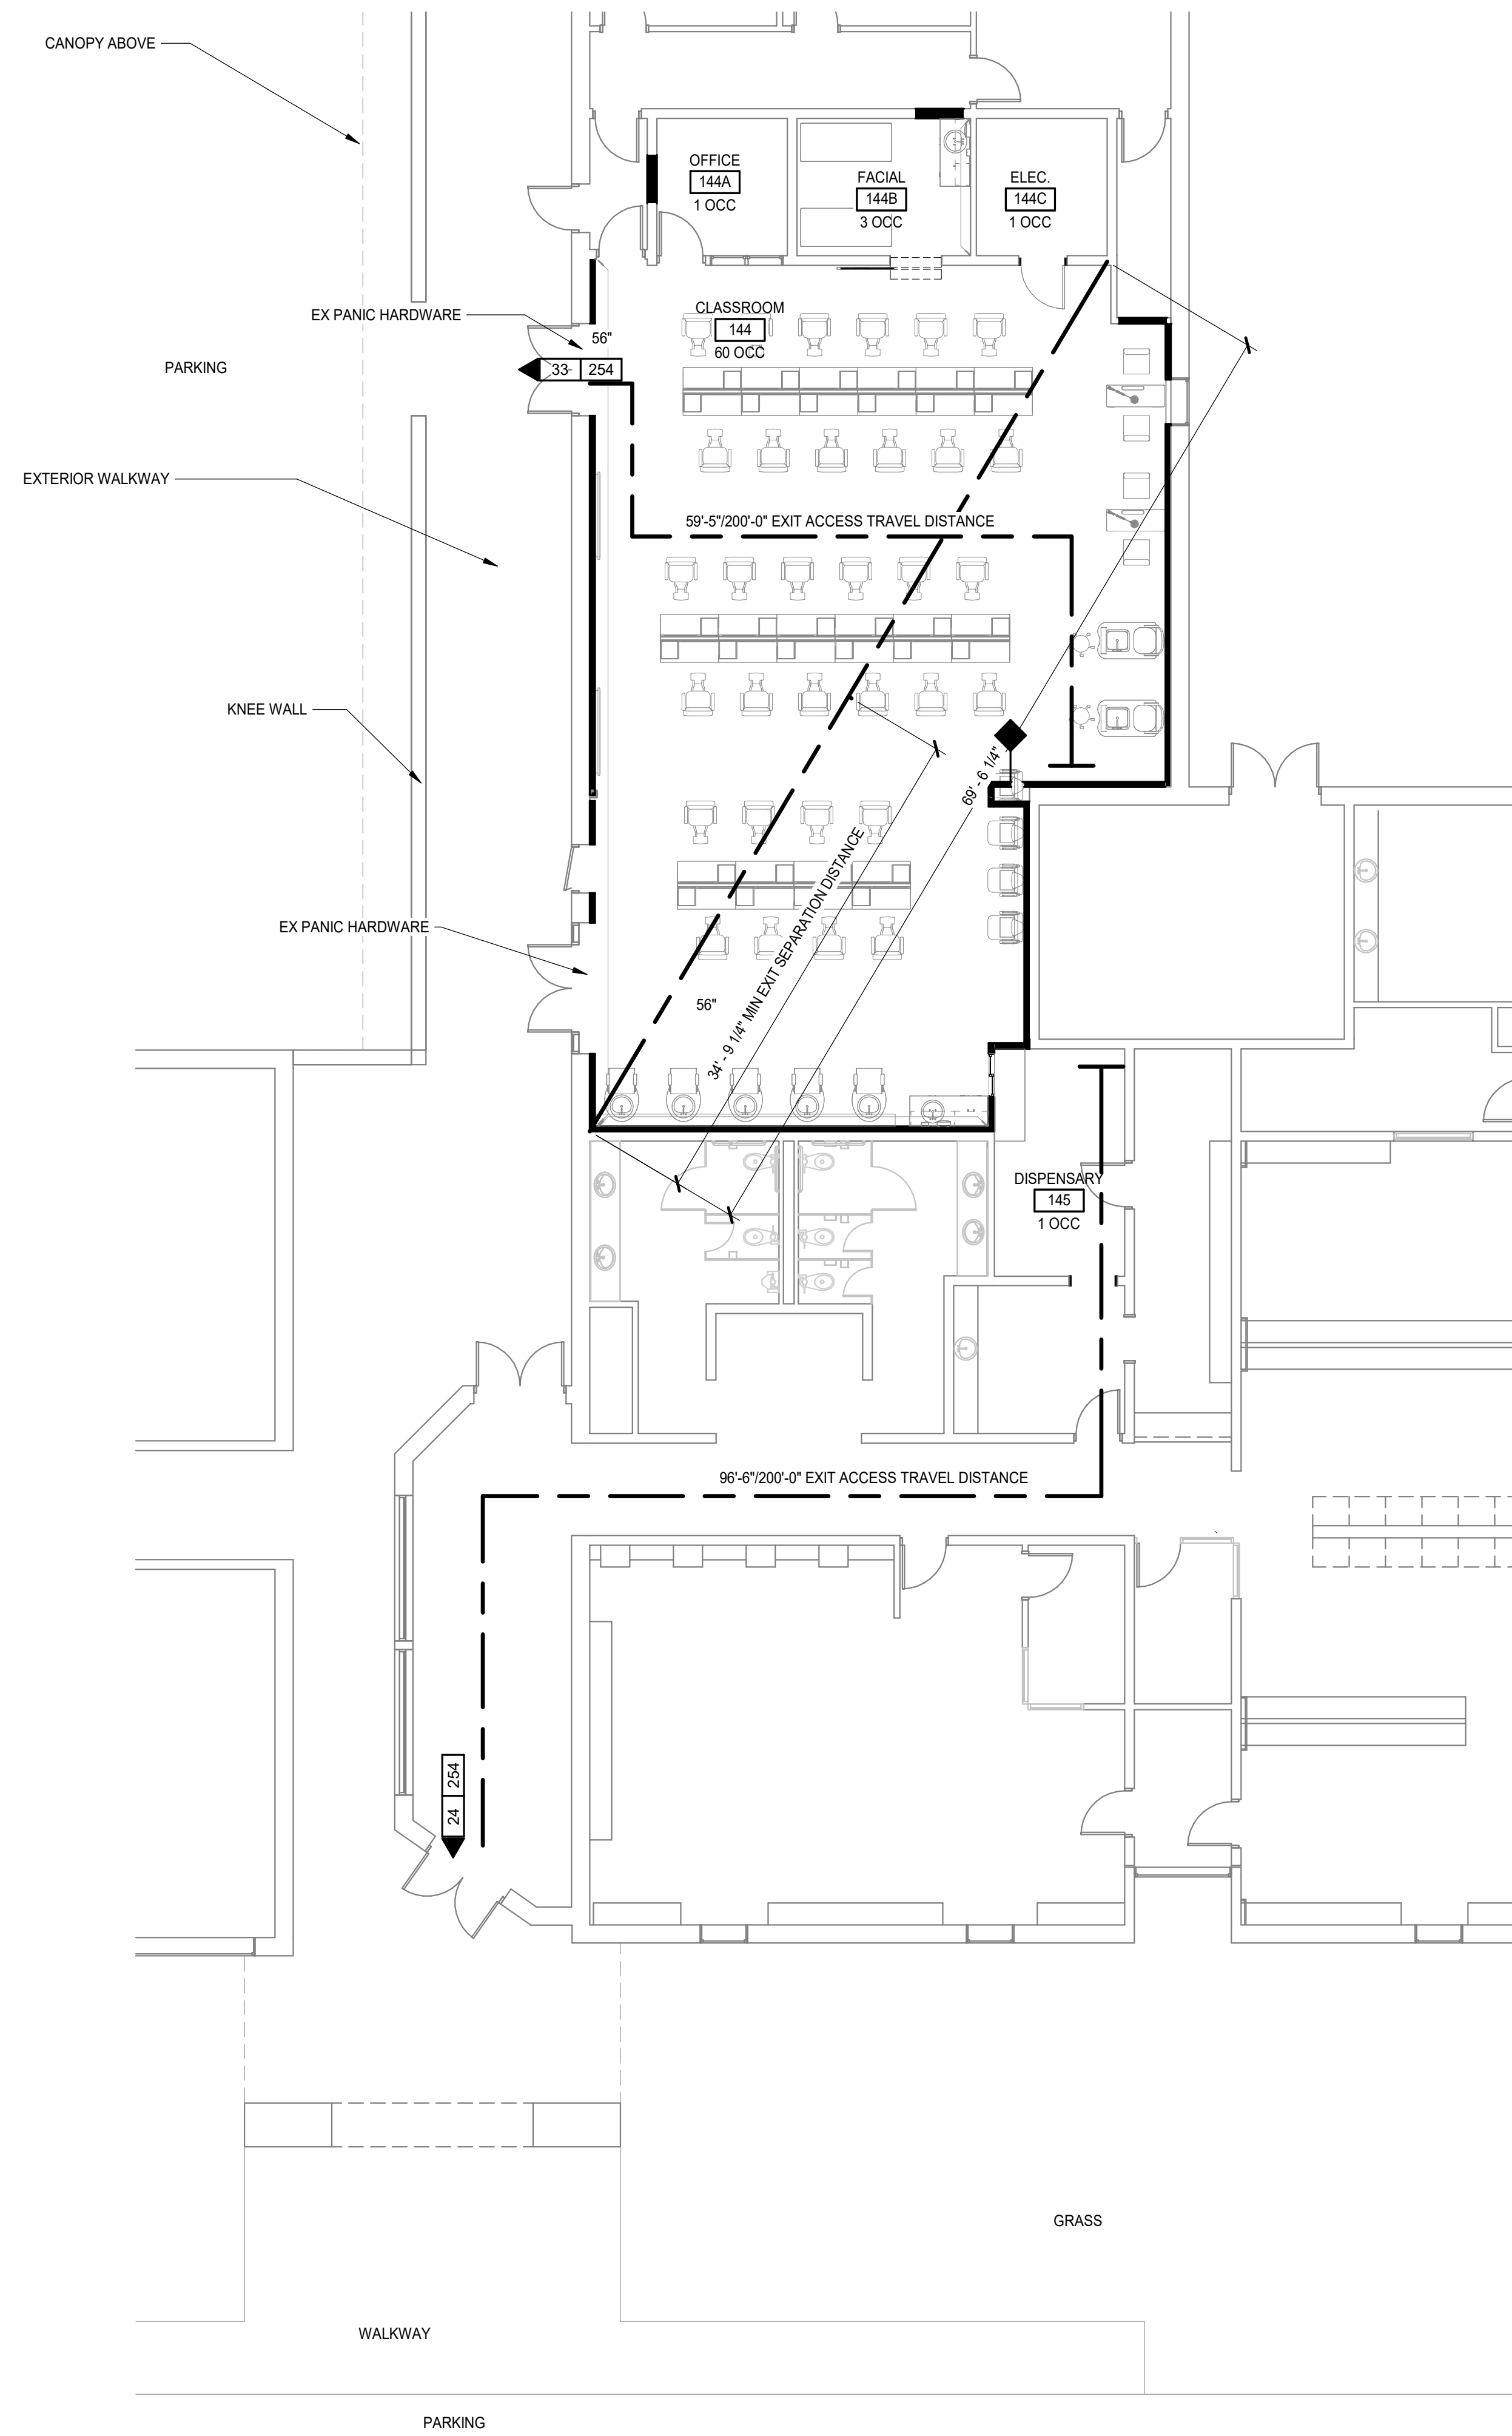 CANOPY ABOVE
OFFICE
144A
1 OCC
FACIAL
144B
3 OCC
ELEC.
144C
1 OCC
CLASSROOM
144
60 OCC
EX PANIC HARDWARE
56"
33
254
PARKING
EXTERIOR WALKWAY
59'-5"/200'-0" EXIT ACCESS TRAVEL DISTANCE
KNEE WALL
69' - 6 1/4"
34' - 9 1/4" MIN EXIT SEPARATION DISTANCE
EX PANIC HARDWARE
56"
DISPENSARY
145
1 OCC
96'-6"/200'-0" EXIT ACCESS TRAVEL DISTANCE
24
254
GRASS
WALKWAY
PARKING